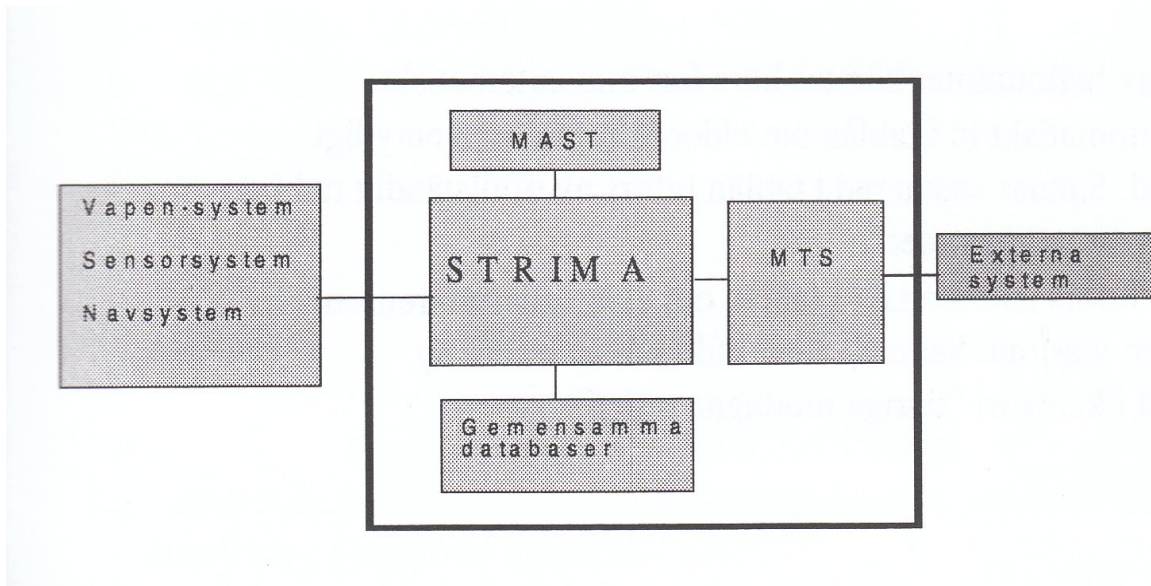 MAST
Vapen-system
Sensorsystem
Navsystem
STRIMA
MTS
Externa
system
Gemensamma
databaser